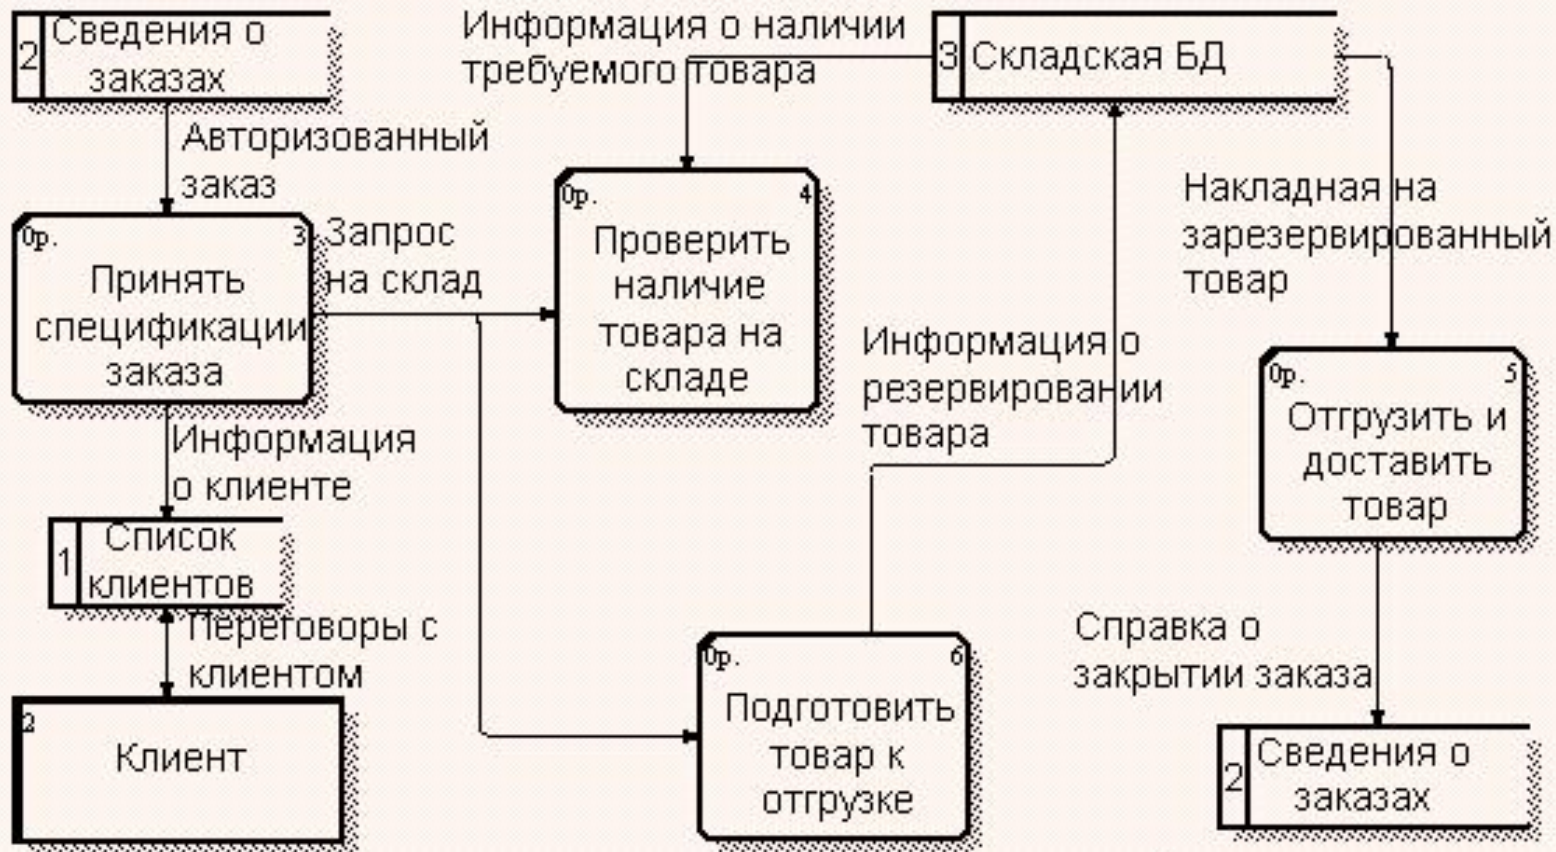 2
Сведения о
заказах
Информация о наличии
требуемого товара
3
Складская БД
Авторизованный
заказ
0р.
3
Принять
спецификации
заказа
Запрос
на склад
0р.
4
Проверить
наличие
товара на
складе
Накладная на
зарезервированный
товар
Информация о
резервировании
товара
0р.
5
Отгрузить и
доставить
товар
Информация
о клиенте
1
Список
клиентов
Переговоры с
клиентом
2
Клиент
0р.
6
Подготовить
товар к
отгрузке
Справка о
закрытии заказа
2
Сведения о
заказах